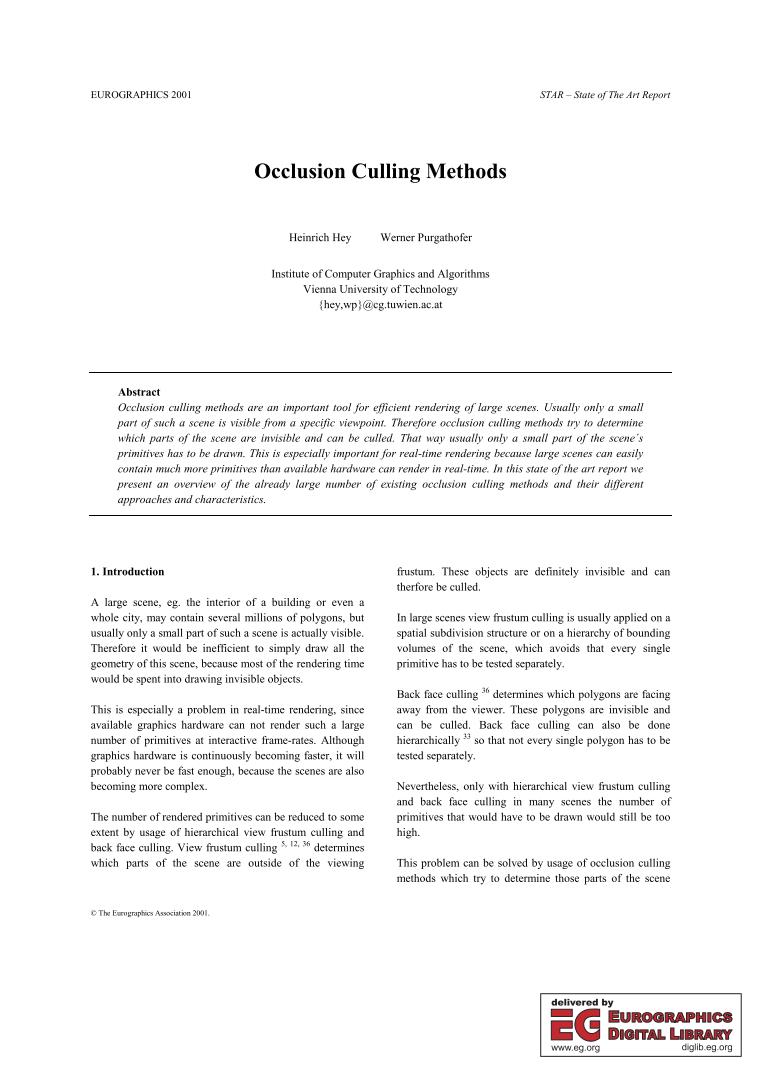 EUROGRAPHICS 2001
STAR – State of The Art Report
Occlusion Culling Methods
Heinrich Hey Werner Purgathofer
Institute of Computer Graphics and Algorithms
Vienna University of Technology
{hey,wp}@cg.tuwien.ac.at
Abstract
Occlusion culling methods are an important tool for efficient rendering of large scenes. Usually only a small
part of such a scene is visible from a specific viewpoint. Therefore occlusion culling methods try to determine
which parts of the scene are invisible and can be culled. That way usually only a small part of the scene´s
primitives has to be drawn. This is especially important for real-time rendering because large scenes can easily
contain much more primitives than available hardware can render in real-time. In this state of the art report we
present an overview of the already large number of existing occlusion culling methods and their different
approaches and characteristics.
1. Introduction
A large scene, eg. the interior of a building or even a
whole city, may contain several millions of polygons, but
usually only a small part of such a scene is actually visible.
Therefore it would be inefficient to simply draw all the
geometry of this scene, because most of the rendering time
would be spent into drawing invisible objects.
This is especially a problem in real-time rendering, since
available graphics hardware can not render such a large
number of primitives at interactive frame-rates. Although
graphics hardware is continuously becoming faster, it will
probably never be fast enough, because the scenes are also
becoming more complex.
The number of rendered primitives can be reduced to some
extent by usage of hierarchical view frustum culling and
back face culling. View frustum culling 5, 12, 36 determines
which parts of the scene are outside of the viewing
frustum. These objects are definitely invisible and can
therfore be culled.
In large scenes view frustum culling is usually applied on a
spatial subdivision structure or on a hierarchy of bounding
volumes of the scene, which avoids that every single
primitive has to be tested separately.
Back face culling 36 determines which polygons are facing
away from the viewer. These polygons are invisible and
can be culled. Back face culling can also be done
hierarchically 33 so that not every single polygon has to be
tested separately.
Nevertheless, only with hierarchical view frustum culling
and back face culling in many scenes the number of
primitives that would have to be drawn would still be too
high.
This problem can be solved by usage of occlusion culling
methods which try to determine those parts of the scene
© The Eurographics Association 2001.
delivered by
EG EUROGRAPHICS
DIGITAL LIBRARY
www.eg.org diglib.eg.org